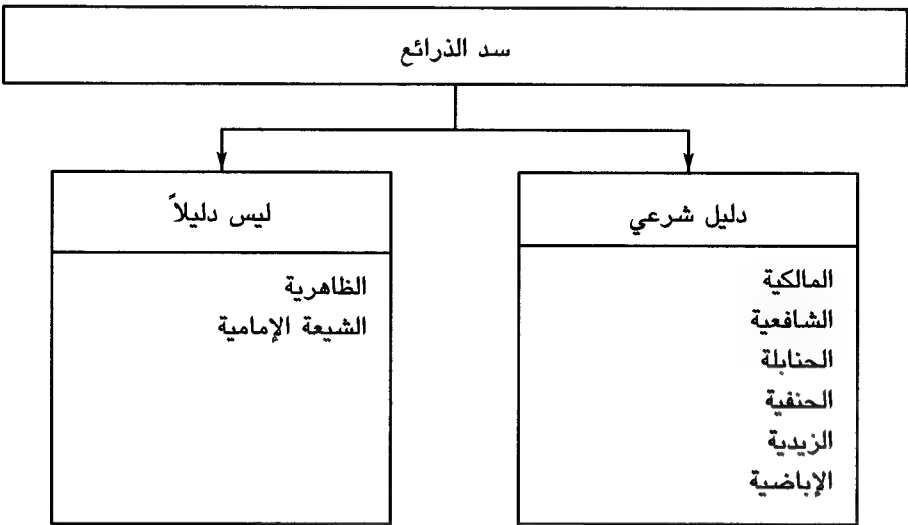 سد الذرائع
دليل شرعي
المالكية
الشافعية
الحنابلة
الحنفية
الزيدية
الإباضية
ليس دليلاً
الظاهرية
الشيعة الإمامية